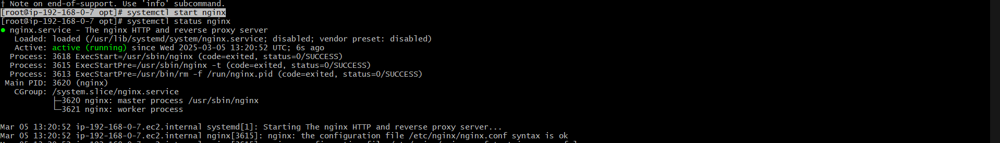 † Note on end-of-support. Use 'info' subcommand.
[root@ip-192-168-0-7 opt]# systemctl start nginx
[root@ip-192-168-0-7 opt]# systemctl status nginx
● nginx.service - The nginx HTTP and reverse proxy server
   Loaded: loaded (/usr/lib/systemd/system/nginx.service; disabled; vendor preset: disabled)
   Active: active (running) since Wed 2025-03-05 13:20:52 UTC; 6s ago
  Process: 3618 ExecStart=/usr/sbin/nginx (code=exited, status=0/SUCCESS)
  Process: 3615 ExecStartPre=/usr/sbin/nginx -t (code=exited, status=0/SUCCESS)
  Process: 3613 ExecStartPre=/usr/bin/rm -f /run/nginx.pid (code=exited, status=0/SUCCESS)
 Main PID: 3620 (nginx)
   CGroup: /system.slice/nginx.service
           ├─3620 nginx: master process /usr/sbin/nginx
           └─3621 nginx: worker process
Mar 05 13:20:52 ip-192-168-0-7.ec2.internal systemd[1]: Starting The nginx HTTP and reverse proxy server...
Mar 05 13:20:52 ip-192-168-0-7.ec2.internal nginx[3615]: nginx: the configuration file /etc/nginx/nginx.conf syntax is ok